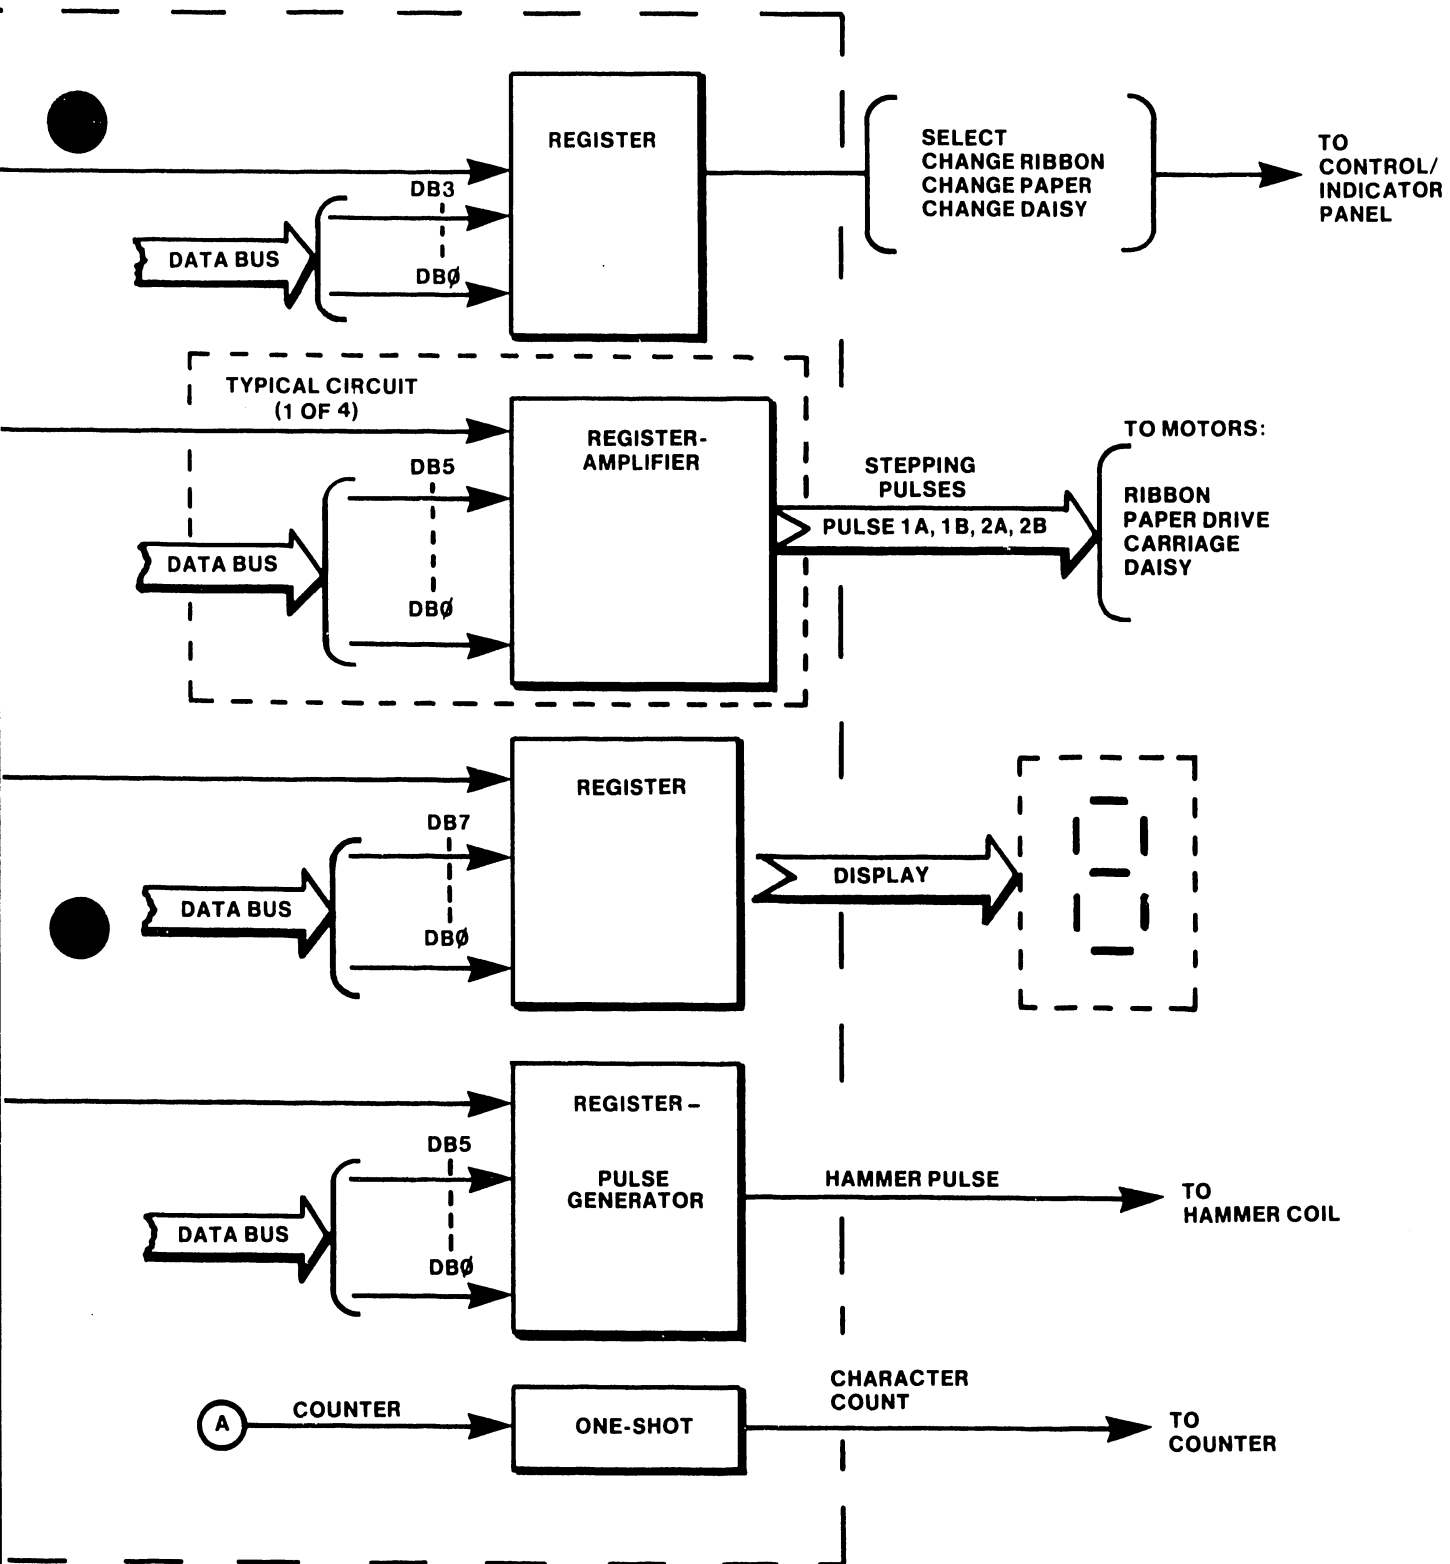 REGISTER
DB3
DATA BUS
DBØ
SELECT
CHANGE RIBBON
CHANGE PAPER
CHANGE DAISY
TO
CONTROL/
INDICATOR
PANEL
TYPICAL CIRCUIT
(1 OF 4)
REGISTER-
AMPLIFIER
DB5
DATA BUS
DBØ
STEPPING
PULSES
PULSE 1A, 1B, 2A, 2B
TO MOTORS:
RIBBON
PAPER DRIVE
CARRIAGE
DAISY
REGISTER
DB7
DATA BUS
DBØ
DISPLAY
REGISTER –
PULSE
GENERATOR
DB5
DATA BUS
DBØ
HAMMER PULSE
TO
HAMMER COIL
A
COUNTER
ONE-SHOT
CHARACTER
COUNT
TO
COUNTER